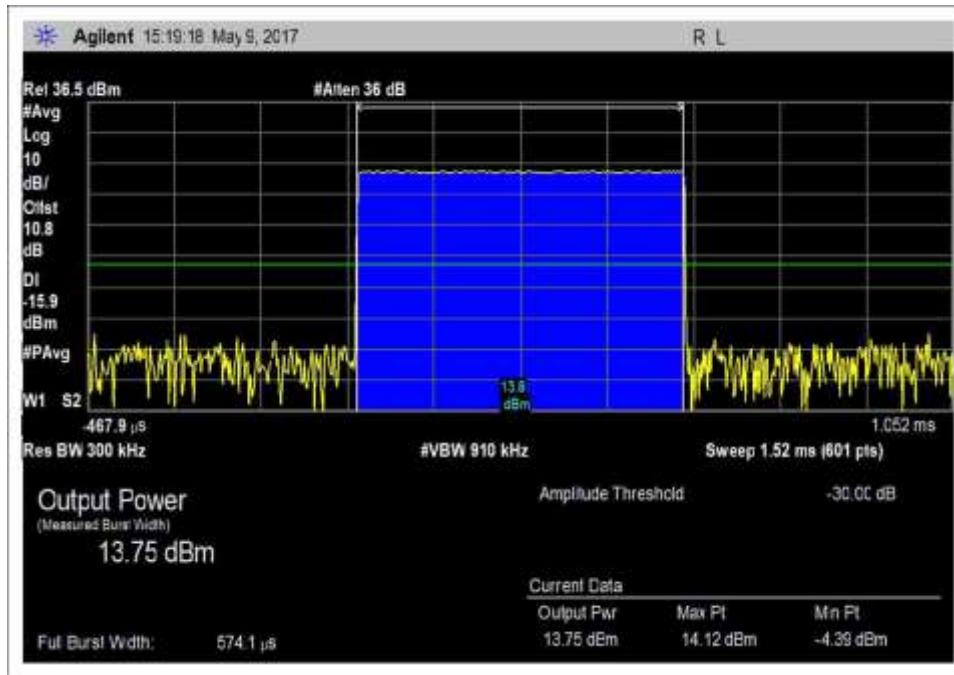 Agilent 15:19:18 May 9, 2017 R L
Ref 36.5 dBm #Atten 36 dB
#Avg
Log
10
dB/
Offst
10.8
dB
DI
-15.9
dBm
#PAvg
W1 S2
13.8
dBm
-467.9 µs 1.052 ms
Res BW 300 kHz #VBW 910 kHz Sweep 1.52 ms (601 pts)
Output Power
(Measured Burst Width)
13.75 dBm
Amplitude Threshold -30.00 dB
Current Data
Output Pwr Max Pt Min Pt
13.75 dBm 14.12 dBm -4.39 dBm
Full Burst Width: 574.1 µs